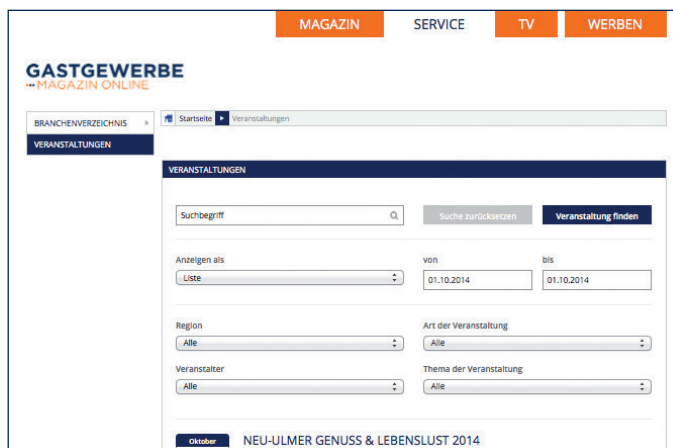 MAGAZIN SERVICE TV WERBEN
GASTGEWERBE
MAGAZIN ONLINE
BRANCHENVERZEICHNIS
VERANSTALTUNGEN
Startseite Veranstaltungen
VERANSTALTUNGEN
Suchbegriff Suche zurücksetzen Veranstaltung finden
Anzeigen als von bis
Liste 01.10.2014 01.10.2014
Region Art der Veranstaltung
Alle Alle
Veranstalter Thema der Veranstaltung
Alle Alle
Oktober NEU-ULMER GENUSS & LEBENSLUST 2014